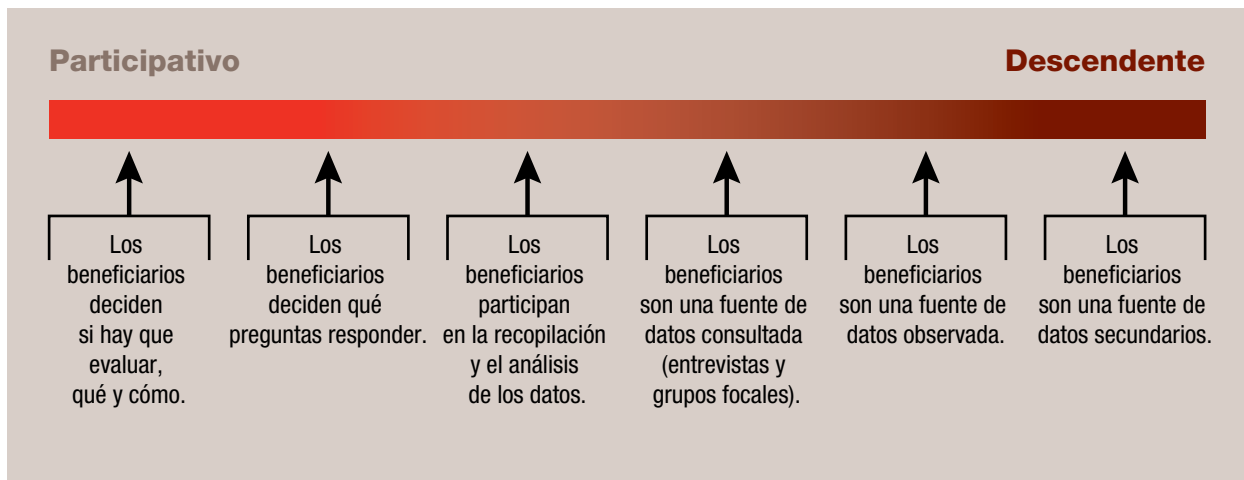 Participativo
Descendente
Los
beneficiarios
deciden
si hay que
evaluar,
qué y cómo.
Los
beneficiarios
deciden qué
preguntas responder.
Los
beneficiarios
participan
en la recopilación
y el análisis
de los datos.
Los
beneficiarios
son una fuente de
datos consultada
(entrevistas y
grupos focales).
Los
beneficiarios
son una fuente de
datos observada.
Los
beneficiarios
son una fuente de
datos secundarios.